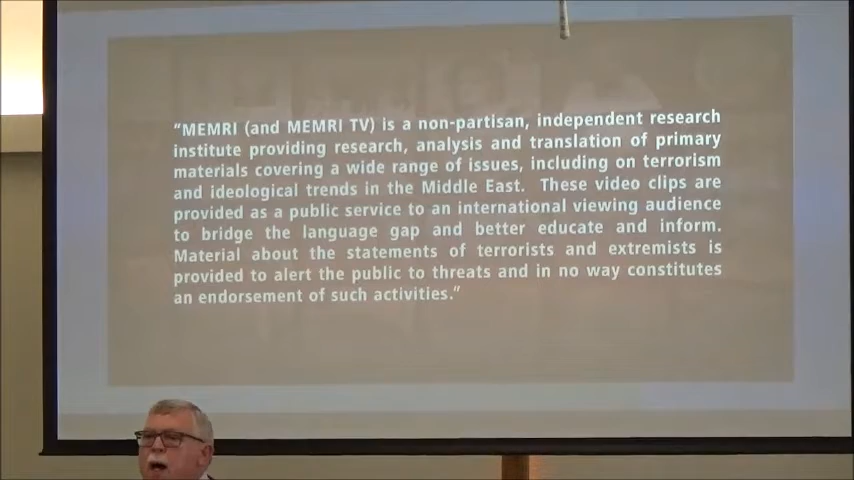 "MEMRI (and MEMRI TV) is a non-partisan, independent research
institute providing research, analysis and translation of primary
materials covering a wide range of issues, including on terrorism
and ideological trends in the Middle East. These video clips are
provided as a public service to an international viewing audience
to bridge the language gap and better educate and inform.
Material about the statements of terrorists and extremists is
provided to alert the public to threats and in no way constitutes
an endorsement of such activities."